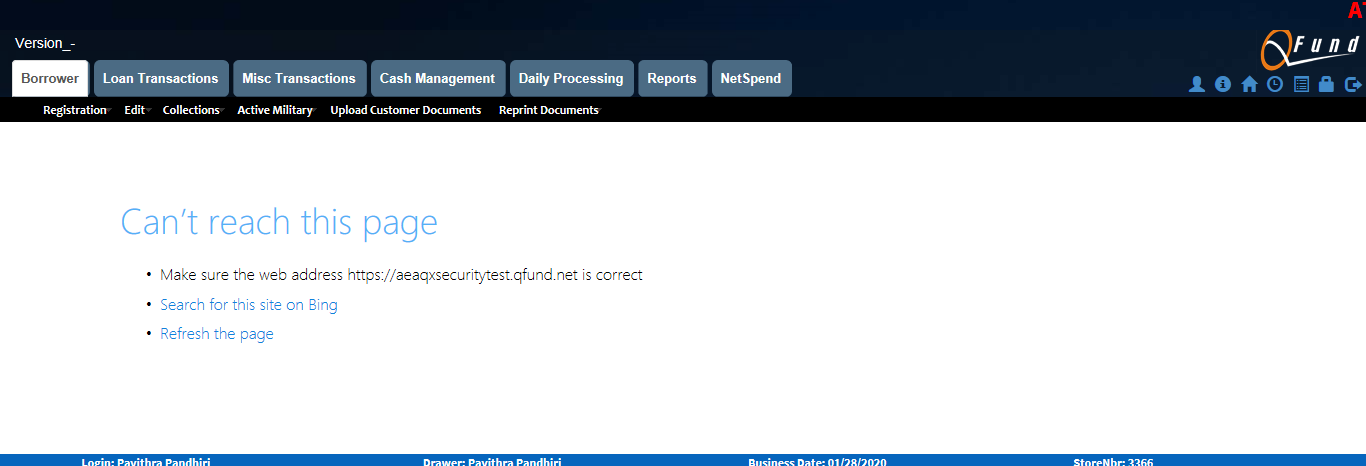 Version_-
QFund
Borrower Loan Transactions Misc Transactions Cash Management Daily Processing Reports NetSpend
Registration Edit Collections Active Military Upload Customer Documents Reprint Documents
Can't reach this page
• Make sure the web address https://aeaqxsecuritytest.qfund.net is correct
• Search for this site on Bing
• Refresh the page
Login: Pavithra Pandhiri Drawer: Pavithra Pandhiri Business Date: 01/28/2020 StoreNbr: 3366